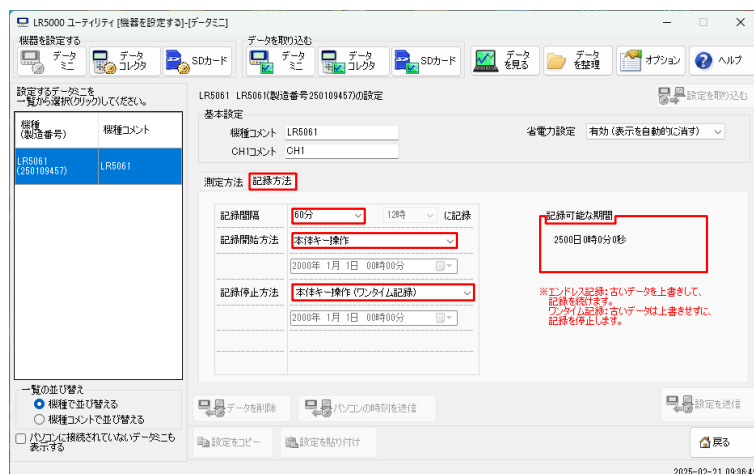 LR5000 ユーティリティ [機器を設定する]-[データミニ]
機器を設定する
データを取り込む
データ
ミニ
データ
コレクタ
SDカード
データ
ミニ
データ
コレクタ
SDカード
データ
を見る
データ
を整理
オプション
ヘルプ
設定するデータミニを
一覧から選択(クリック)してください。
LR5061 LR5061(製造番号250109457)の設定
設定を取り込む
機種
(製造番号)
機種コメント
LR5061
(250109457)
LR5061
基本設定
機種コメント LR5061
省電力設定 有効 (表示を自動的に消す)
CH1コメント CH1
測定方法 記録方法
記録間隔 60分 12時 に記録
記録開始方法 本体キー操作
2000年 1月 1日 00時00分
記録停止方法 本体キー操作 (ワンタイム記録)
2000年 1月 1日 00時00分
記録可能な期間
2500日 0時0分0秒
※エンドレス記録:古いデータを上書きして、
記録を続けます。
ワンタイム記録:古いデータは上書きせずに、
記録を停止します。
一覧の並び替え
機種で並び替える
機種コメントで並び替える
パソコンに接続されていないデータミニも
表示する
データを削除
パソコンの時刻を送信
設定を送信
設定をコピー
設定を貼り付け
戻る
2025-02-21 09:36:4